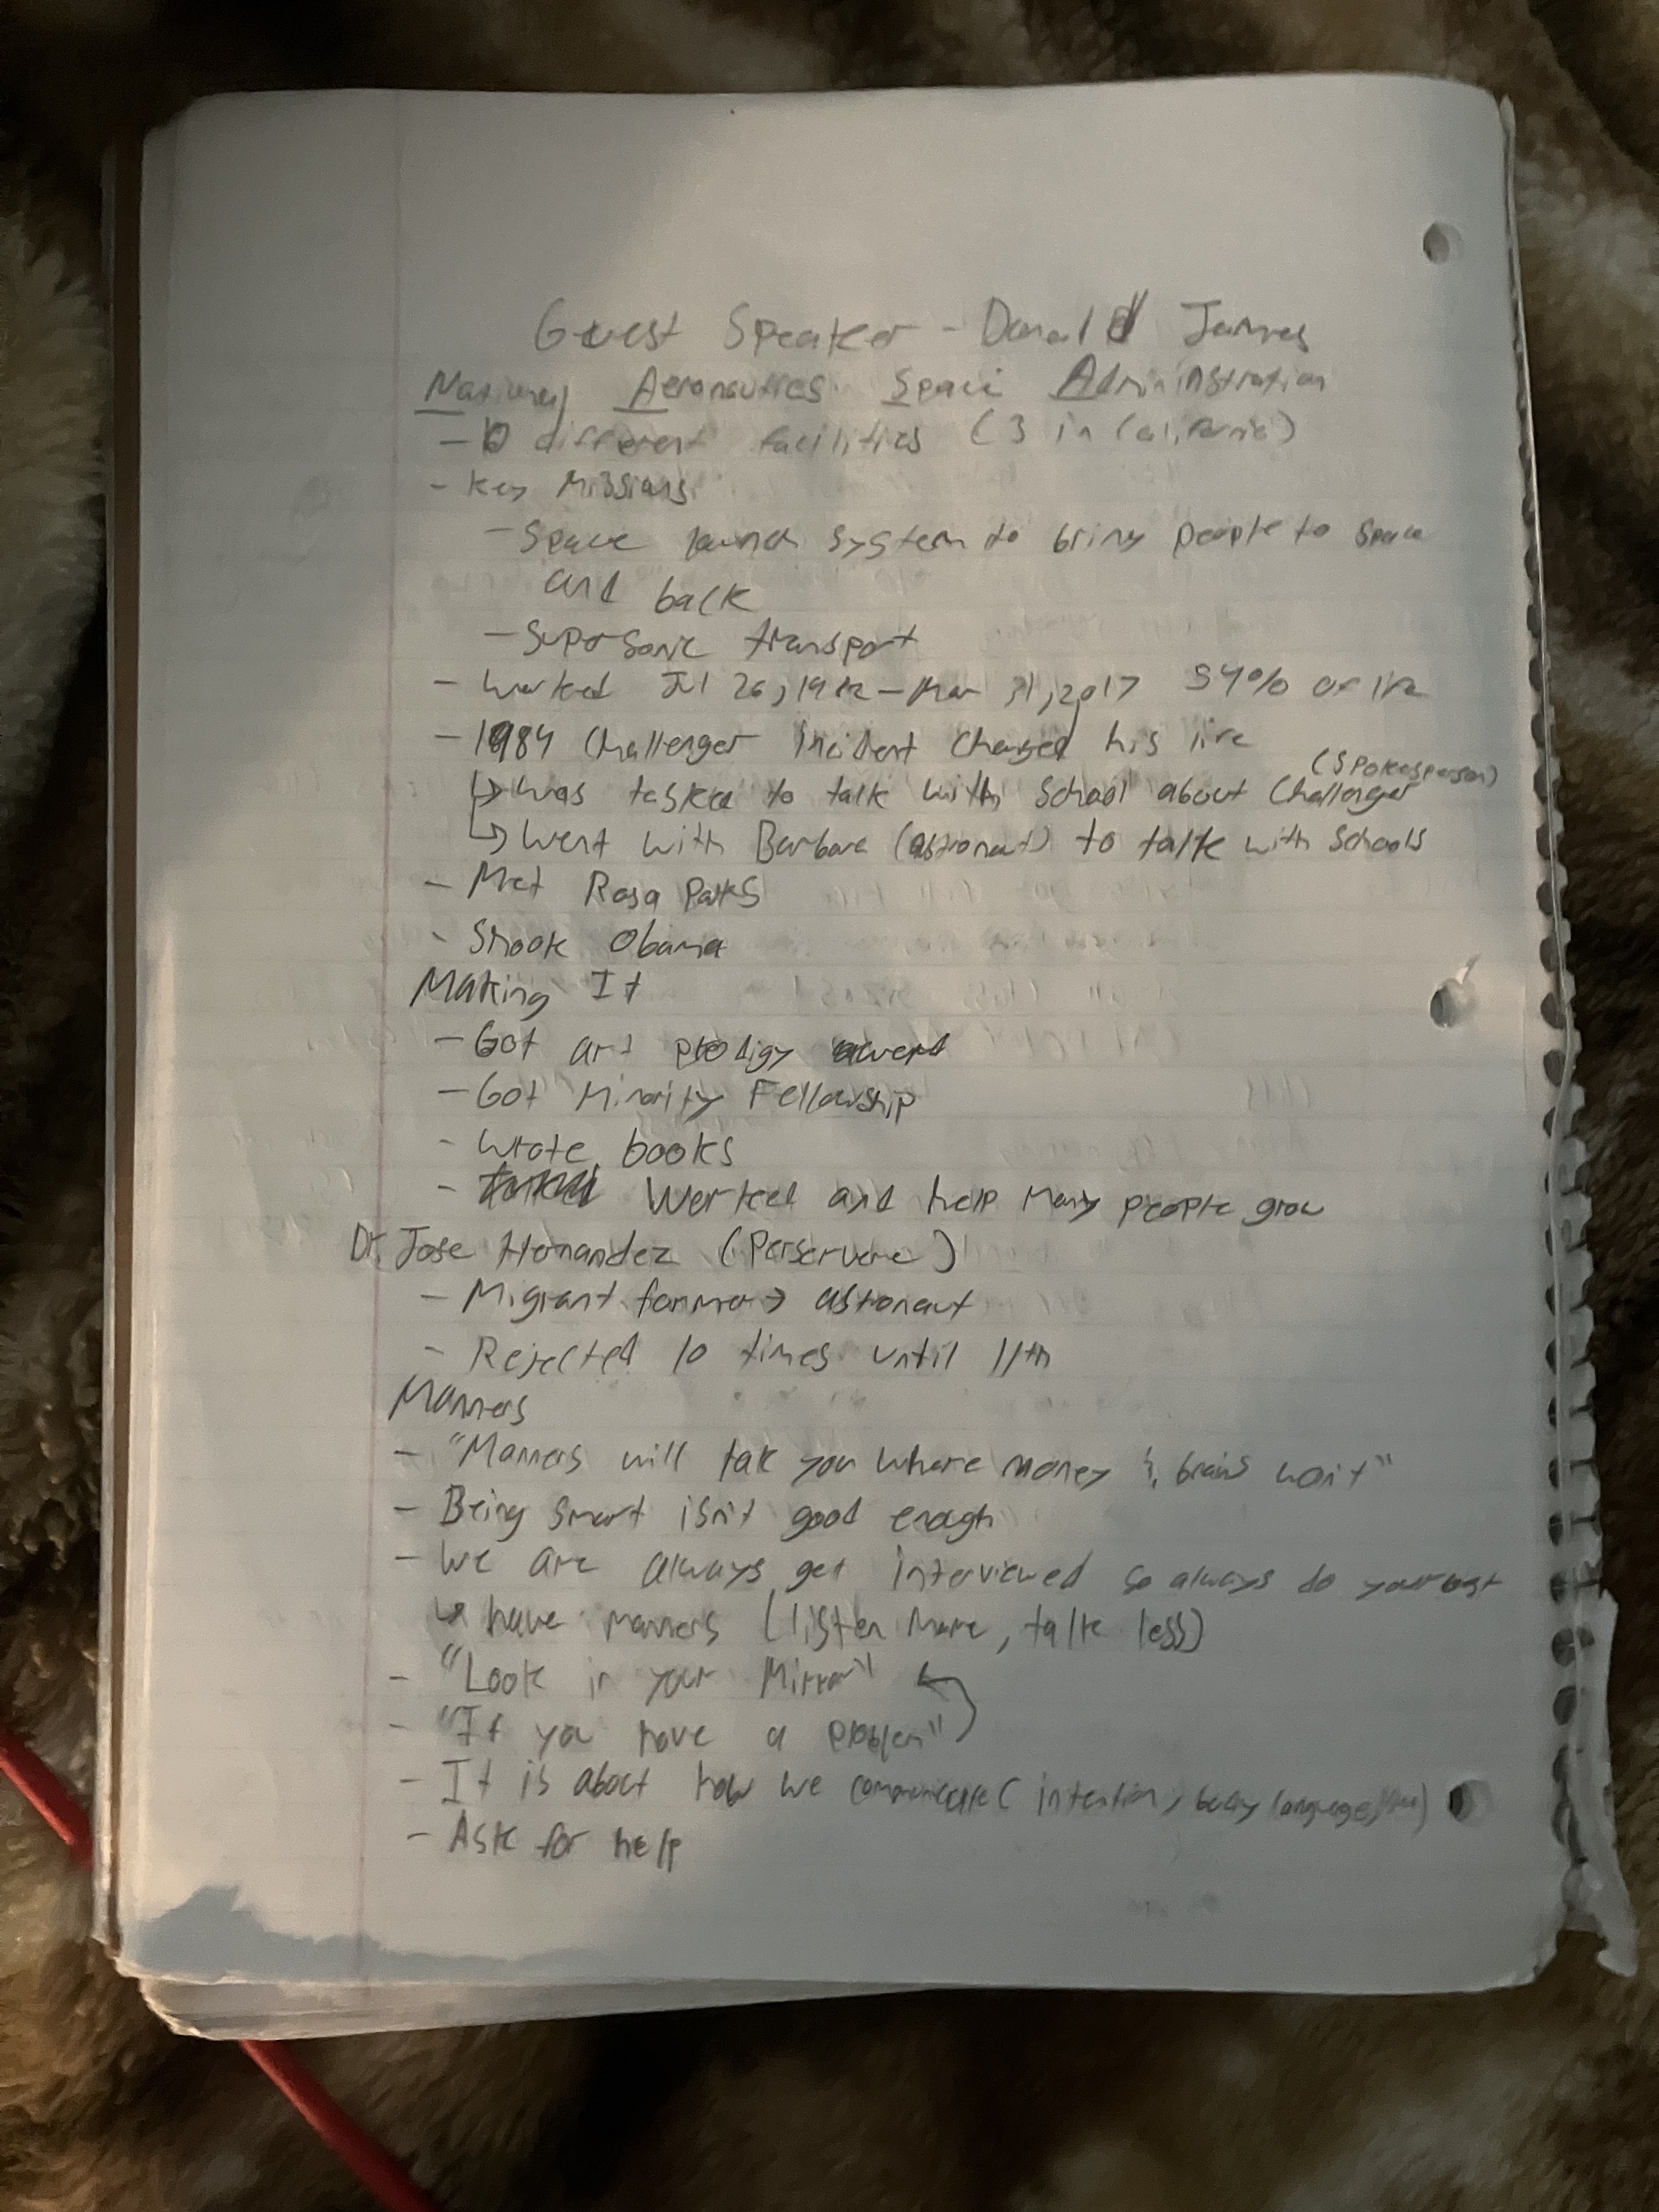 Guest Speaker - Donald James
National Aeronautics Space Administration
- 10 different facilities (3 in California)
- Key Missions
- Space launch system to bring people to space
and back
- Supersonic transport
- Worked Jul 26, 1982 - Mar 31, 2017 54% of life
- 1984 Challenger incident changed his life
(spokesperson)
↳ was tasked to talk with School about Challenger
↳ Went with Barbara (astronaut) to talk with Schools
- Met Rosa Parks
- Shook Obama
Making It
- Got art prodigy award
- Got Minority Fellowship
- Wrote books
- Worked and help many people grow
Dr. Jose Hernandez (Perservere)
- Migrant farmer → astronaut
- Rejected 10 times until 11th
Manners
- "Manners will tak you where money & brains won't"
- Being smart isn't good enough
- We are always get interviewed so always do your best
↳ have manners (listen more, talk less)
- "Look in your Mirror"
- "If you have a problem"
- It is about how we communicate (intention, body language,
- Ask for help